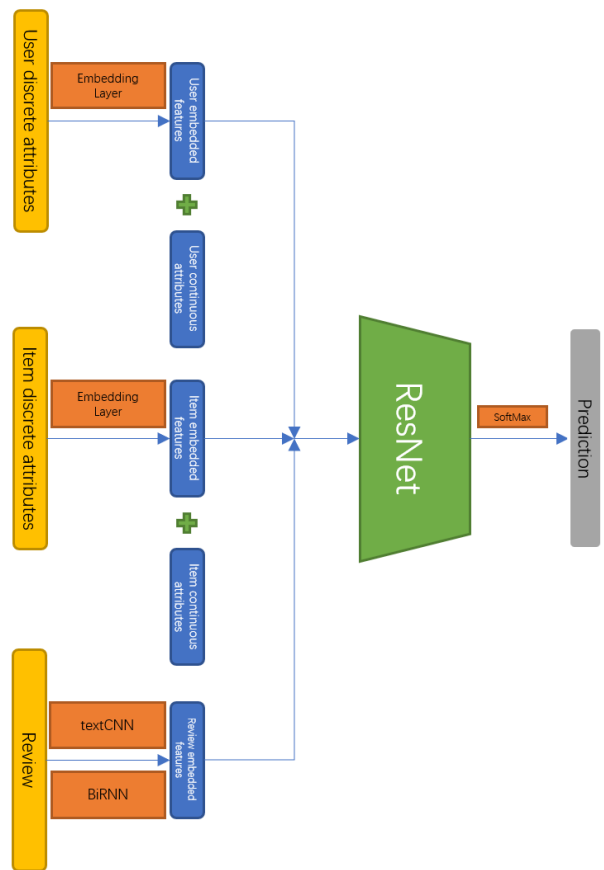 User discrete attributes
Embedding
Layer
User embedded
features
User continuous
attributes
Item discrete attributes
Embedding
Layer
Item embedded
features
Item continuous
attributes
Review
textCNN
BiRNN
Review embedded
features
ResNet
SoftMax
Prediction